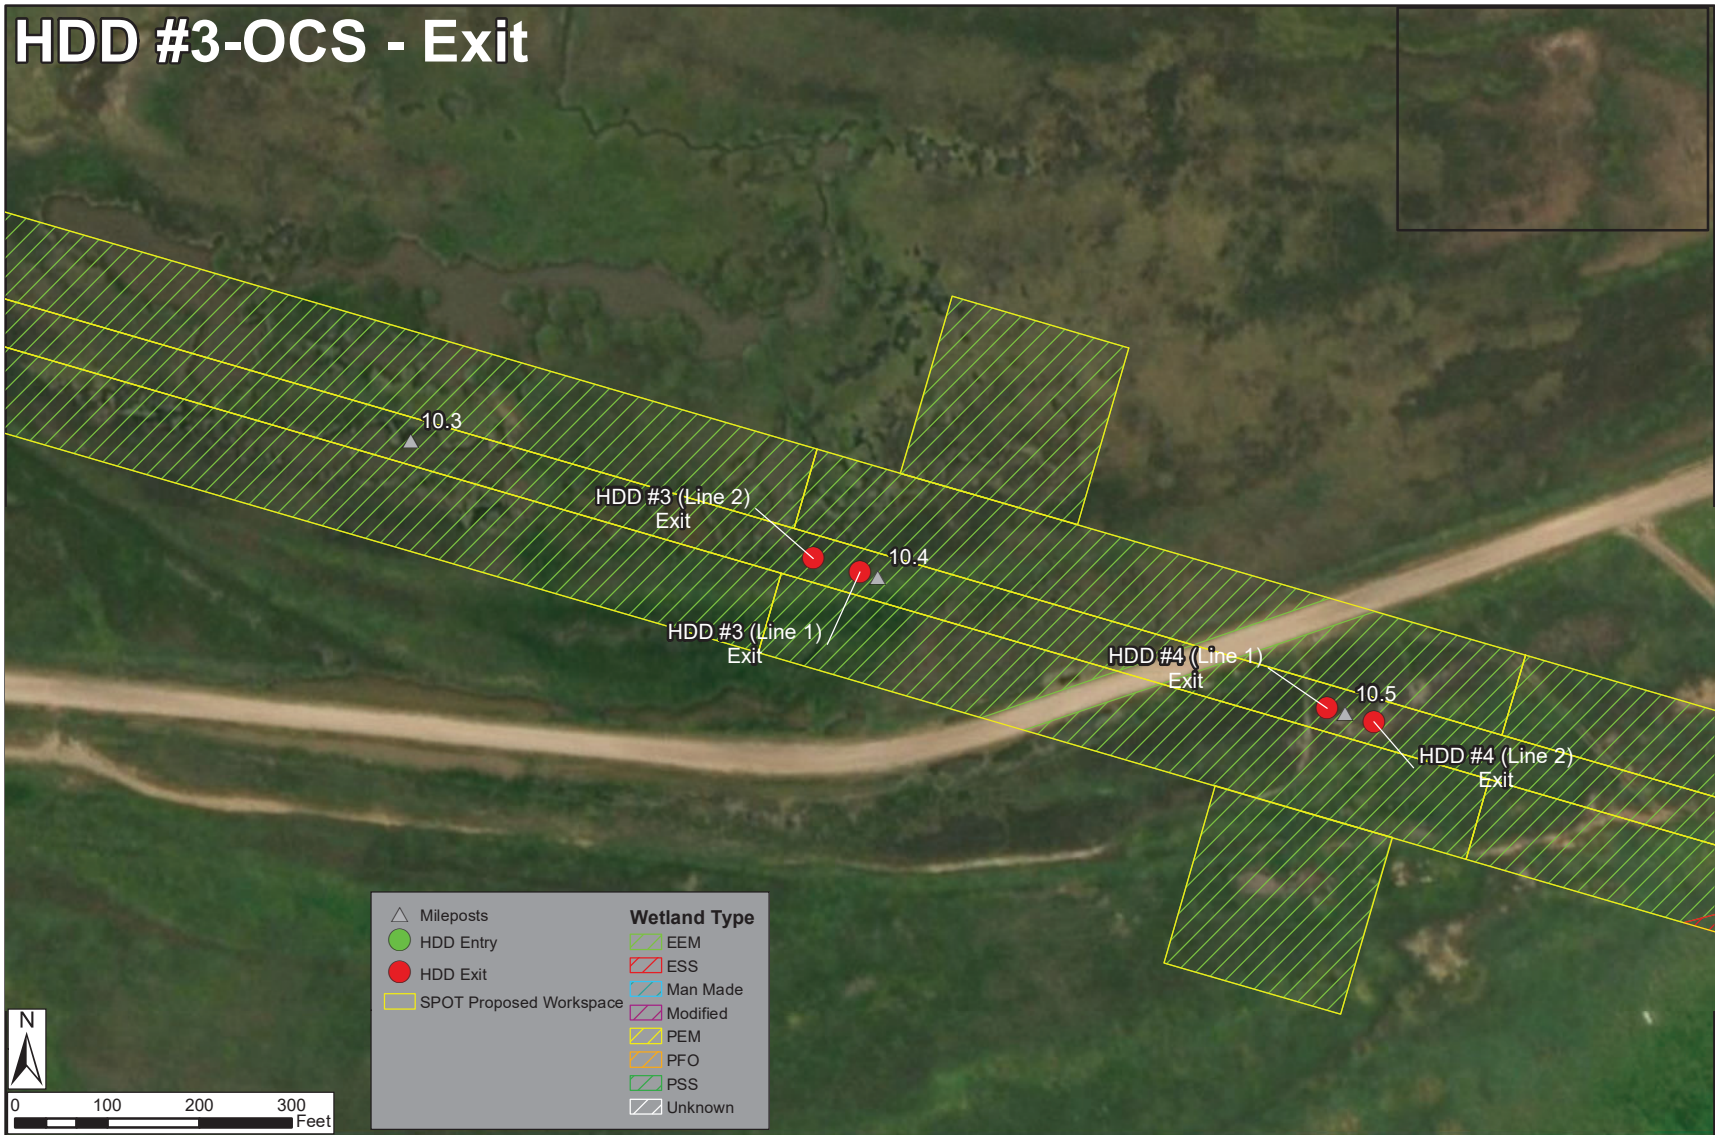 HDD #3-OCS - Exit
10.3
HDD #3 (Line 2)
Exit
10.4
HDD #3 (Line 1)
Exit
HDD #4 (Line 1)
Exit
10.5
HDD #4 (Line 2)
Exit
Mileposts
HDD Entry
HDD Exit
SPOT Proposed Workspace
Wetland Type
EEM
ESS
Man Made
Modified
PEM
PFO
PSS
Unknown
N
0 100 200 300
Feet